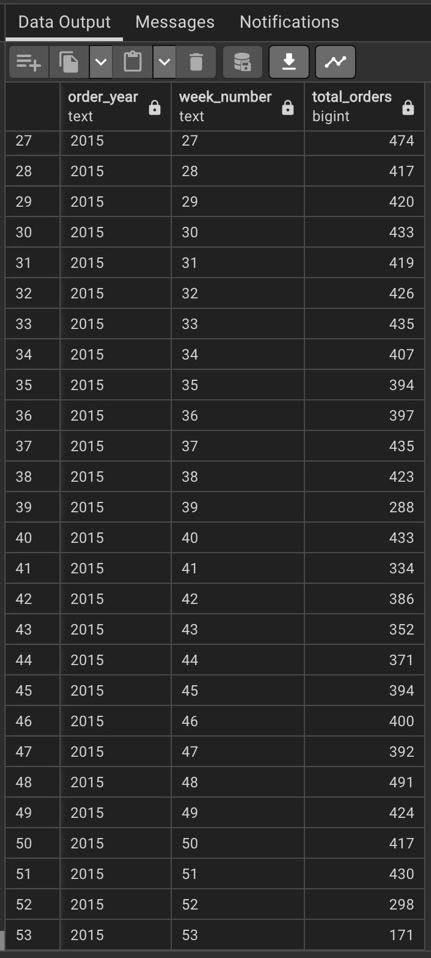 Data Output Messages Notifications
order_year week_number total_orders
text text bigint
27 2015 27 474
28 2015 28 417
29 2015 29 420
30 2015 30 433
31 2015 31 419
32 2015 32 426
33 2015 33 435
34 2015 34 407
35 2015 35 394
36 2015 36 397
37 2015 37 435
38 2015 38 423
39 2015 39 288
40 2015 40 433
41 2015 41 334
42 2015 42 386
43 2015 43 352
44 2015 44 371
45 2015 45 394
46 2015 46 400
47 2015 47 392
48 2015 48 491
49 2015 49 424
50 2015 50 417
51 2015 51 430
52 2015 52 298
53 2015 53 171